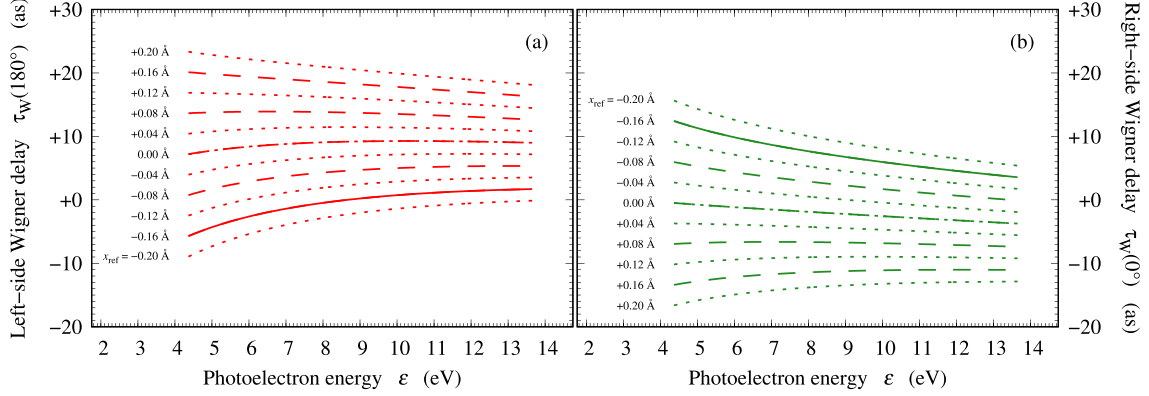 Left−side Wigner delay τ_W(180°) (as)
+30
+20
+10
+0
−10
−20
(a)
+0.20 Å
+0.16 Å
+0.12 Å
+0.08 Å
+0.04 Å
0.00 Å
−0.04 Å
−0.08 Å
−0.12 Å
−0.16 Å
x_ref = −0.20 Å
2 3 4 5 6 7 8 9 10 11 12 13 14
Photoelectron energy ε (eV)
(b)
x_ref = −0.20 Å
−0.16 Å
−0.12 Å
−0.08 Å
−0.04 Å
0.00 Å
+0.04 Å
+0.08 Å
+0.12 Å
+0.16 Å
+0.20 Å
2 3 4 5 6 7 8 9 10 11 12 13 14
Photoelectron energy ε (eV)
+30
+20
+10
+0
−10
−20
Right−side Wigner delay τ_W(0°) (as)